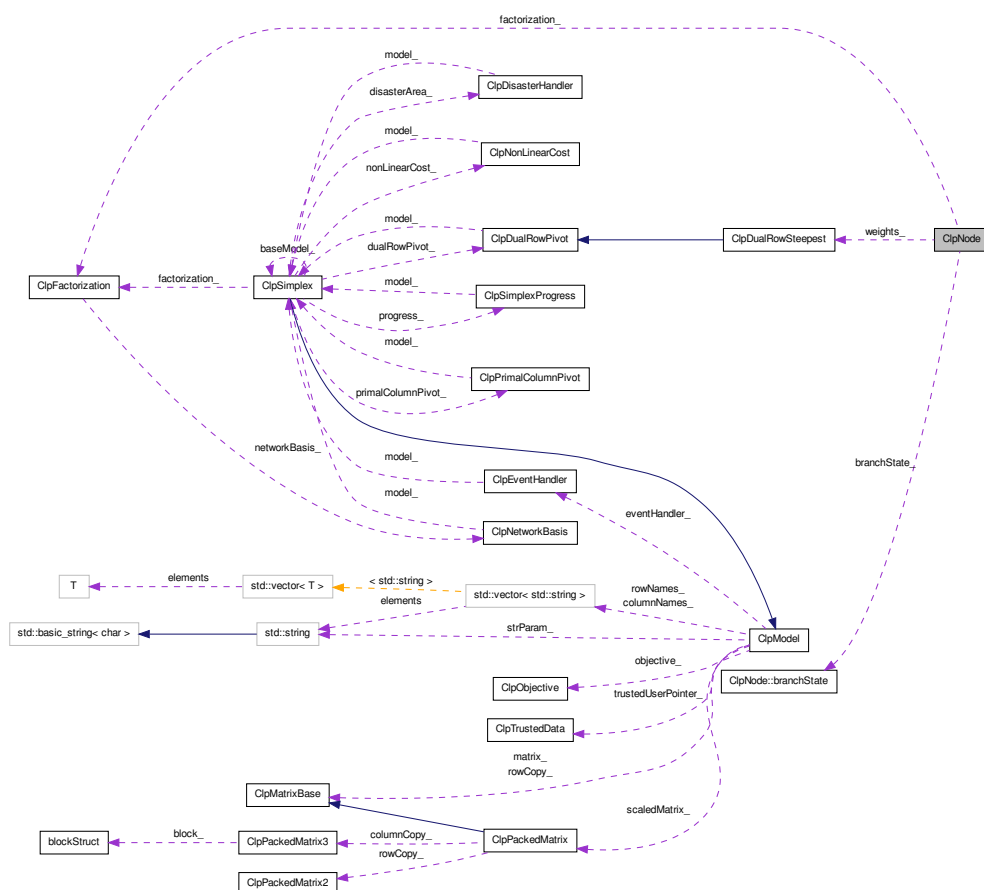 factorization_
model_
ClpDisasterHandler
disasterArea_
model_
ClpNonLinearCost
nonLinearCost_
model_
baseModel_
dualRowPivot_
ClpDualRowPivot
ClpDualRowSteepest
weights_
ClpNode
ClpFactorization
factorization_
ClpSimplex
model_
ClpSimplexProgress
progress_
model_
ClpPrimalColumnPivot
primalColumnPivot_
networkBasis_
model_
ClpEventHandler
branchState_
model_
eventHandler_
ClpNetworkBasis
T
elements
std::vector< T >
< std::string >
std::vector< std::string >
rowNames_
columnNames_
elements
std::basic_string< char >
std::string
strParam_
ClpModel
objective_
ClpObjective
ClpNode::branchState
trustedUserPointer_
ClpTrustedData
matrix_
rowCopy_
ClpMatrixBase
scaledMatrix_
blockStruct
block_
ClpPackedMatrix3
columnCopy_
rowCopy_
ClpPackedMatrix
ClpPackedMatrix2